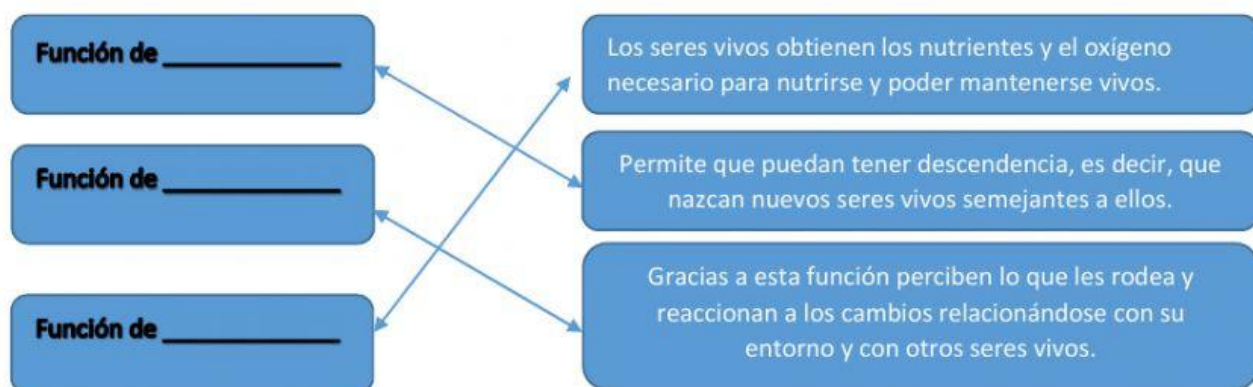 Función de ____________
Los seres vivos obtienen los nutrientes y el oxígeno
necesario para nutrirse y poder mantenerse vivos.
Función de ____________
Permite que puedan tener descendencia, es decir, que
nazcan nuevos seres vivos semejantes a ellos.
Función de ____________
Gracias a esta función perciben lo que les rodea y
reaccionan a los cambios relacionándose con su
entorno y con otros seres vivos.